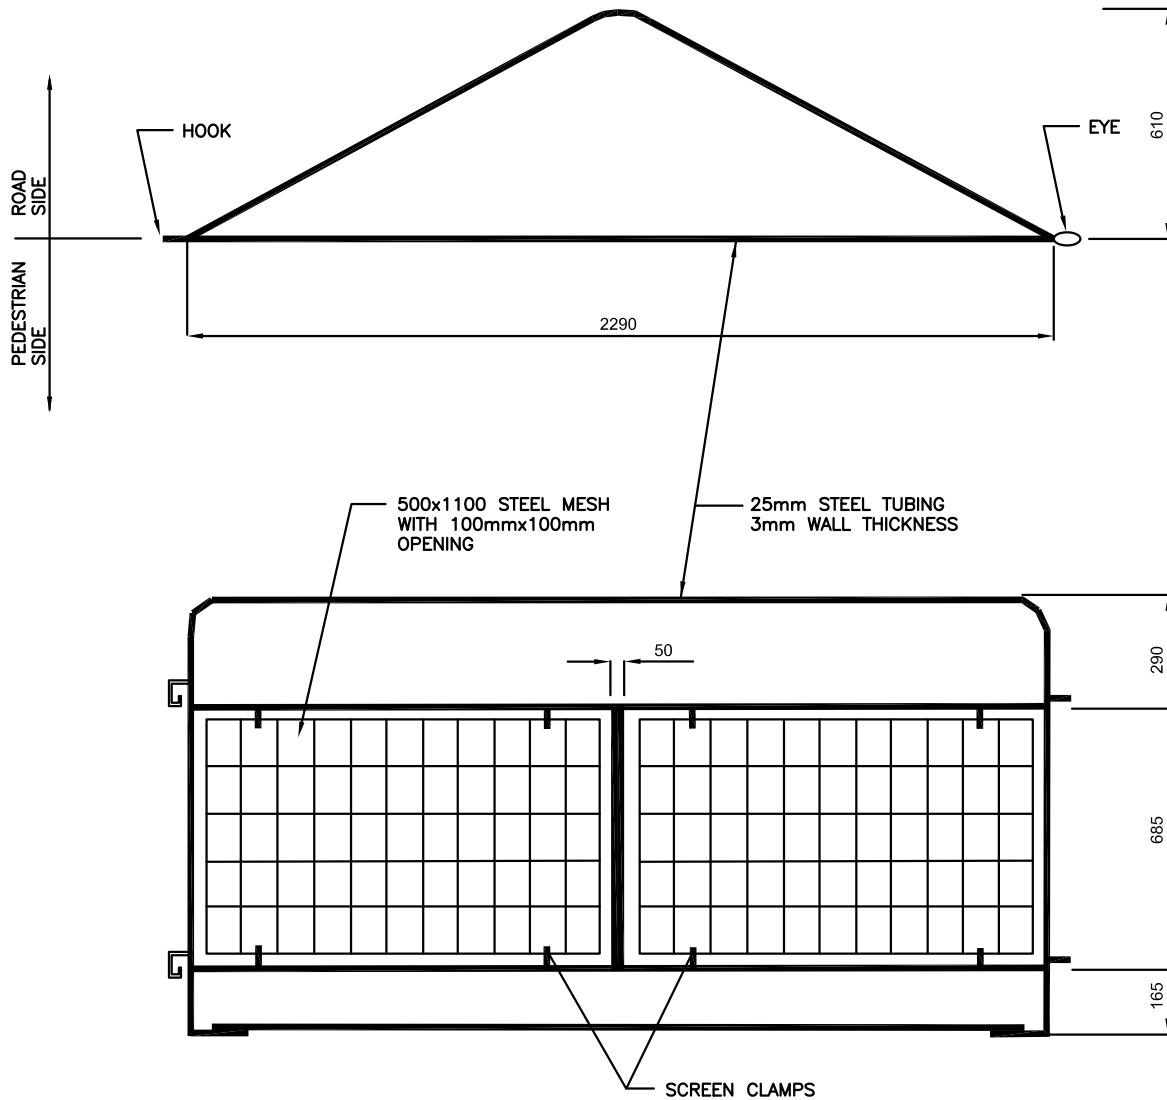 HOOK
EYE
610
ROAD
SIDE
PEDESTRIAN
SIDE
2290
500x1100 STEEL MESH
WITH 100mmx100mm
OPENING
25mm STEEL TUBING
3mm WALL THICKNESS
50
290
685
165
SCREEN CLAMPS